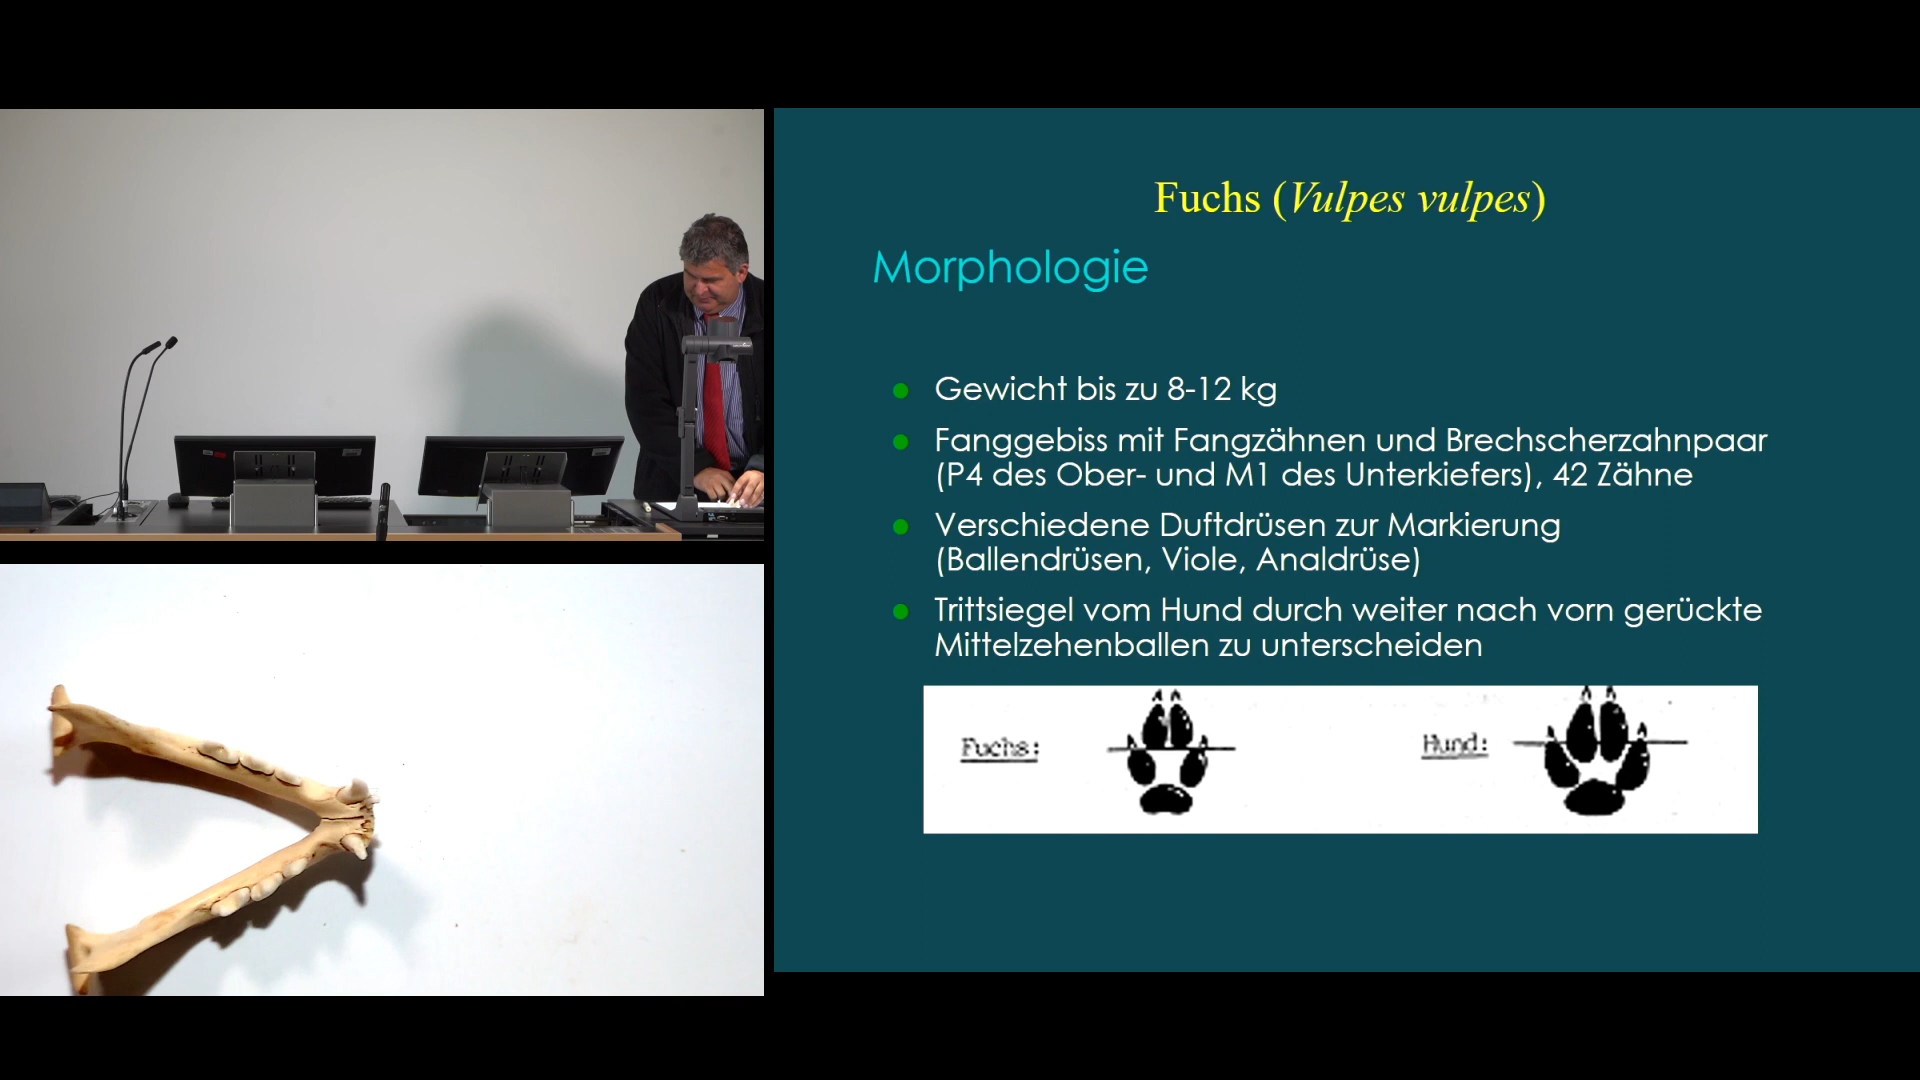 Fuchs (Vulpes vulpes)
Morphologie
Gewicht bis zu 8-12 kg
Fanggebiss mit Fangzähnen und Brechscherzahnpaar
(P4 des Ober- und M1 des Unterkiefers), 42 Zähne
Verschiedene Duftdrüsen zur Markierung
(Ballendrüsen, Viole, Analdrüse)
Trittsiegel vom Hund durch weiter nach vorn gerückte
Mittelzehenballen zu unterscheiden
Fuchs:
Hund: